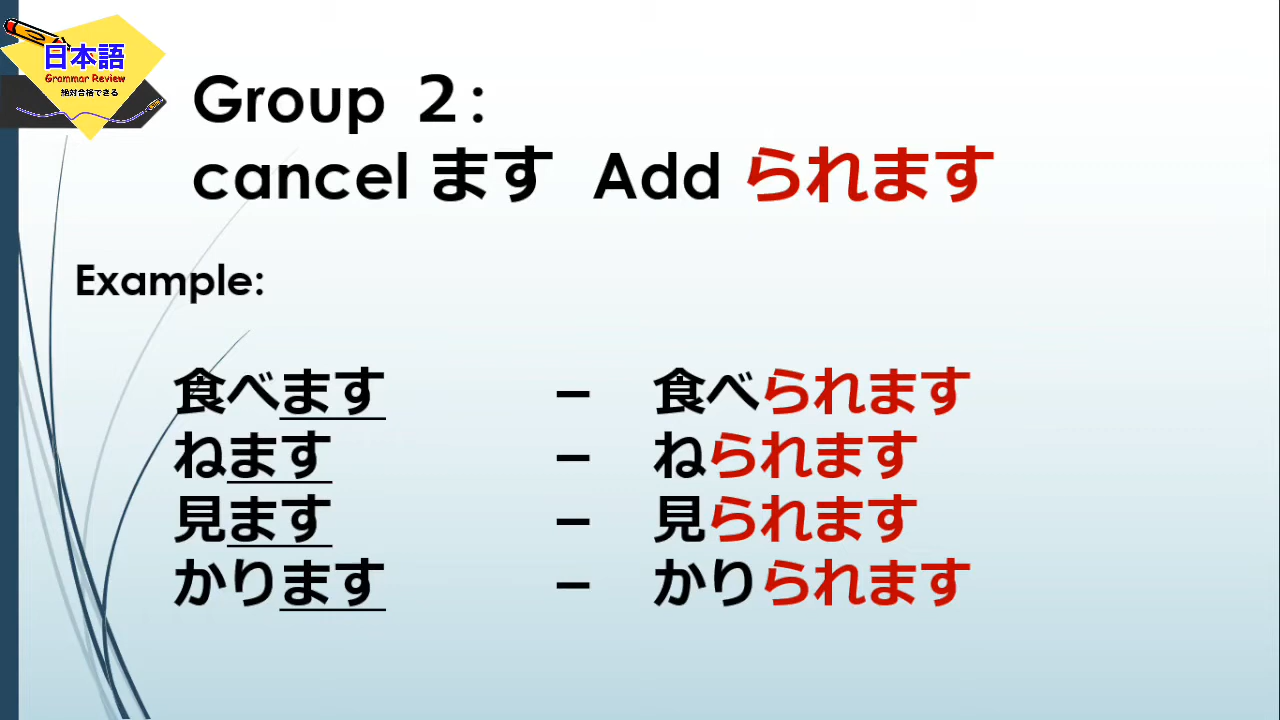 日本語
Grammar Review
絶対合格できる
Group ２:
cancel ます Add られます
Example:
食べます – 食べられます
ねます – ねられます
見ます – 見られます
かります – かりられます